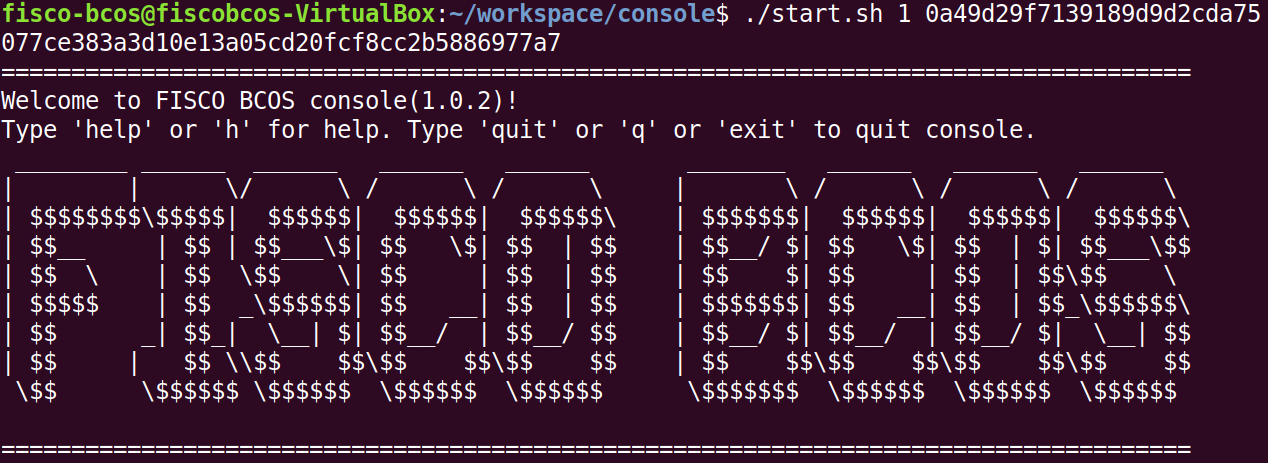 fisco-bcos@fiscobcos-VirtualBox:~/workspace/console$ ./start.sh 1 0a49d29f7139189d9d2cda75
077ce383a3d10e13a05cd20fcf8cc2b5886977a7
=====================================================================================
Welcome to FISCO BCOS console(1.0.2)!
Type 'help' or 'h' for help. Type 'quit' or 'q' or 'exit' to quit console.
 ________ ______  ______   ______   ______       _______   ______   ______   ______
|        |      \/      \ /      \ /      \     |       \ /      \ /      \ /      \
| $$$$$$$$\$$$$$|  $$$$$$|  $$$$$$|  $$$$$$\    | $$$$$$$|  $$$$$$|  $$$$$$|  $$$$$$\
| $$__     | $$ | $$___\$| $$   \$| $$  | $$    | $$__/ $| $$   \$| $$  | $| $$___\$$
| $$  \    | $$  \$$    \| $$     | $$  | $$    | $$    $| $$     | $$  | $$\$$    \
| $$$$$    | $$  _\$$$$$$| $$   __| $$  | $$    | $$$$$$$| $$   __| $$  | $$_\$$$$$$\
| $$      _| $$_|  \__| $| $$__/  | $$__/ $$    | $$__/ $| $$__/  | $$__/ $|  \__| $$
| $$     |   $$ \\$$    $$\$$    $$\$$    $$    | $$    $$\$$    $$\$$    $$\$$    $$
 \$$      \$$$$$$ \$$$$$$  \$$$$$$  \$$$$$$      \$$$$$$$  \$$$$$$  \$$$$$$  \$$$$$$
=====================================================================================